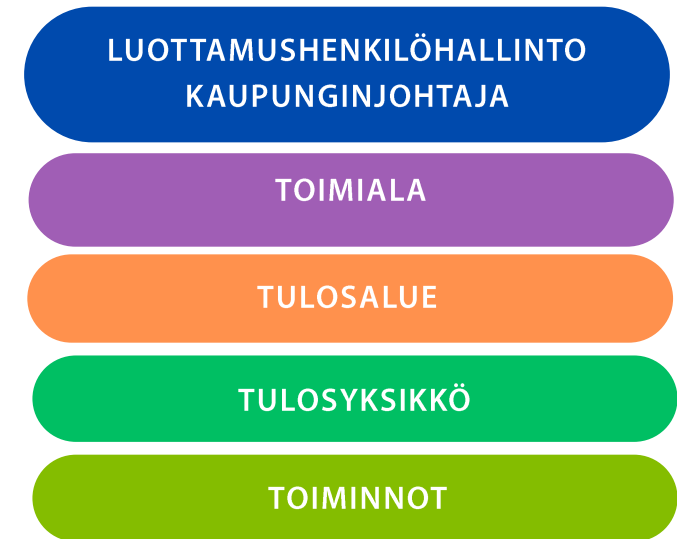 LUOTTAMUSHENKILÖHALLINTO
KAUPUNGINJOHTAJA
TOIMIALA
TULOSALUE
TULOSYKSIKKÖ
TOIMINNOT